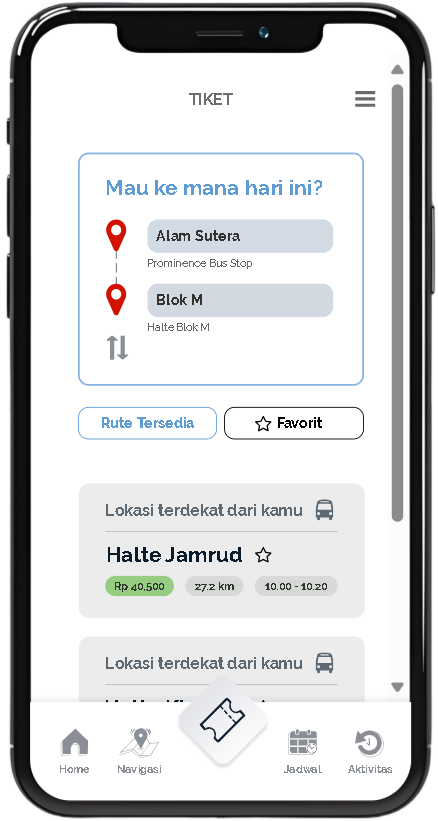 TIKET
Mau ke mana hari ini?
Alam Sutera
Prominence Bus Stop
Blok M
Halte Blok M
Rute Tersedia
Favorit
Lokasi terdekat dari kamu
Halte Jamrud
Rp 40,500
27.2 km
10.00 - 10.20
Lokasi terdekat dari kamu
Home
Navigasi
Jadwal
Aktivitas